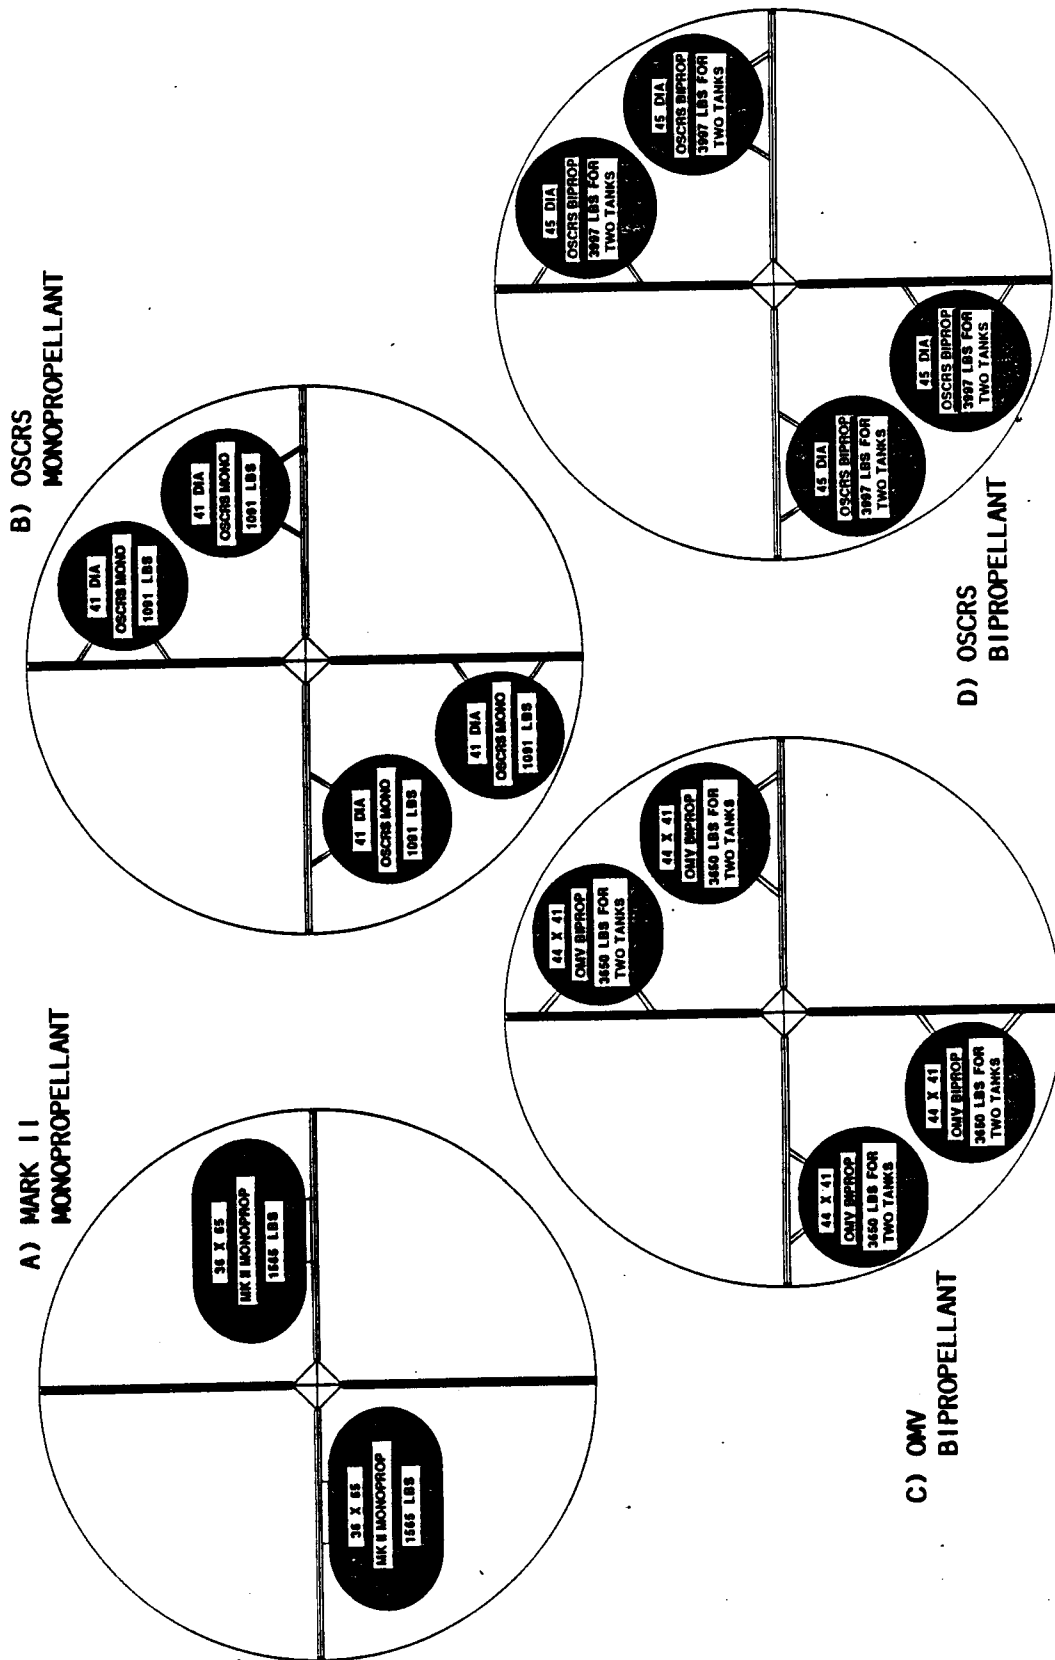 A) MARK II
MONOPROPELLANT
36 X 65
MK II MONOPROP
1565 LBS
36 X 65
MK II MONOPROP
1565 LBS
B) OSCRS
MONOPROPELLANT
41 DIA
OSCRS MONO
1091 LBS
41 DIA
OSCRS MONO
1091 LBS
41 DIA
OSCRS MONO
1091 LBS
41 DIA
OSCRS MONO
1091 LBS
C) OMV
BIPROPELLANT
44 X 41
OMV BIPROP
3650 LBS FOR
TWO TANKS
44 X 41
OMV BIPROP
3650 LBS FOR
TWO TANKS
44 X 41
OMV BIPROP
3650 LBS FOR
TWO TANKS
44 X 41
OMV BIPROP
3650 LBS FOR
TWO TANKS
D) OSCRS
BIPROPELLANT
45 DIA
OSCRS BIPROP
3997 LBS FOR
TWO TANKS
45 DIA
OSCRS BIPROP
3997 LBS FOR
TWO TANKS
45 DIA
OSCRS BIPROP
3997 LBS FOR
TWO TANKS
45 DIA
OSCRS BIPROP
3997 LBS FOR
TWO TANKS